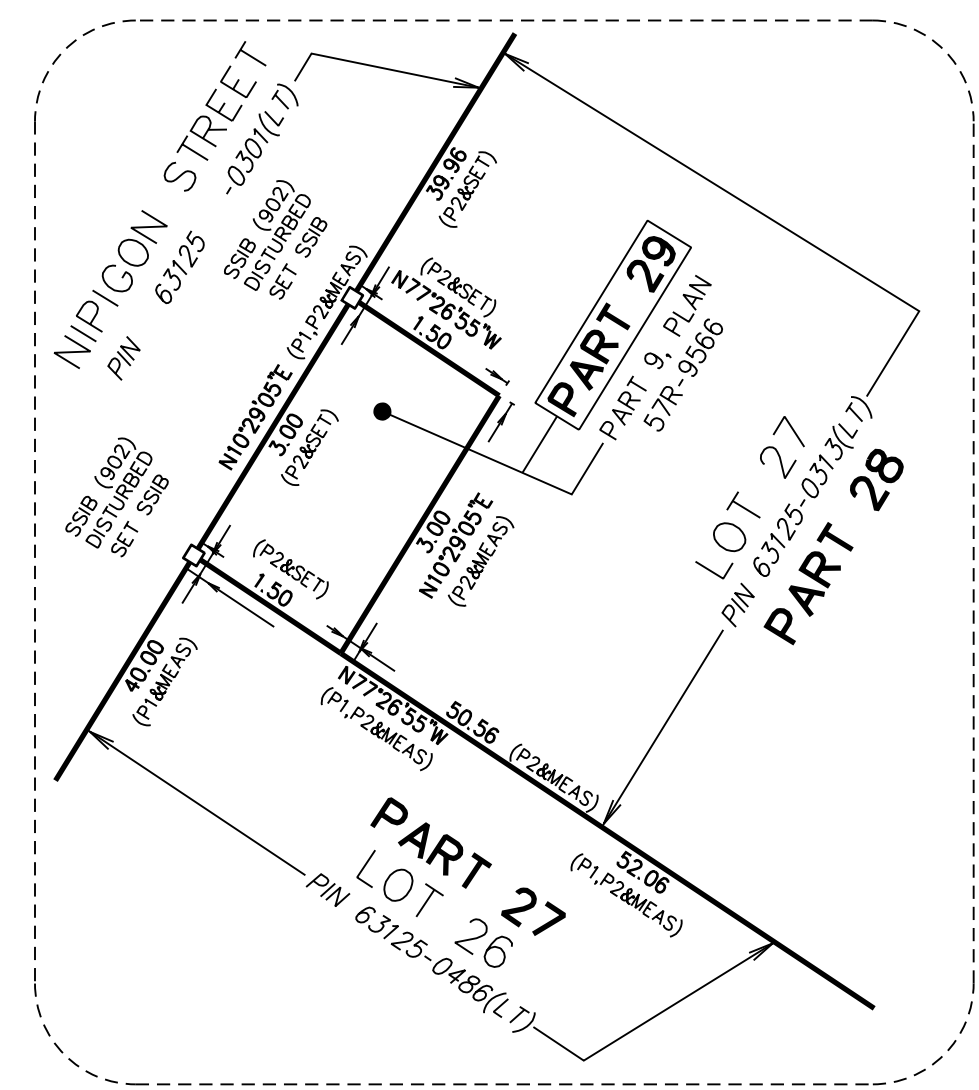 NIPIGON STREET
PIN 63125 -0301(LT)
SSIB (902)
DISTURBED
SET SSIB
39.96
(P2&SET)
(P2&SET)
N77°26'55"W
1.50
N10°29'05"E (P1,P2&MEAS)
3.00
(P2&SET)
PART 29
PART 9, PLAN
57R-9566
SSIB (902)
DISTURBED
SET SSIB
(P2&SET)
1.50
3.00
N10°29'05"E
(P2&MEAS)
LOT 27
PIN 63125-0313(LT)
PART 28
40.00
(P1&MEAS)
N77°26'55"W
(P1,P2&MEAS)
50.56 (P2&MEAS)
52.06
(P1,P2&MEAS)
PART 27
LOT 26
PIN 63125-0486(LT)